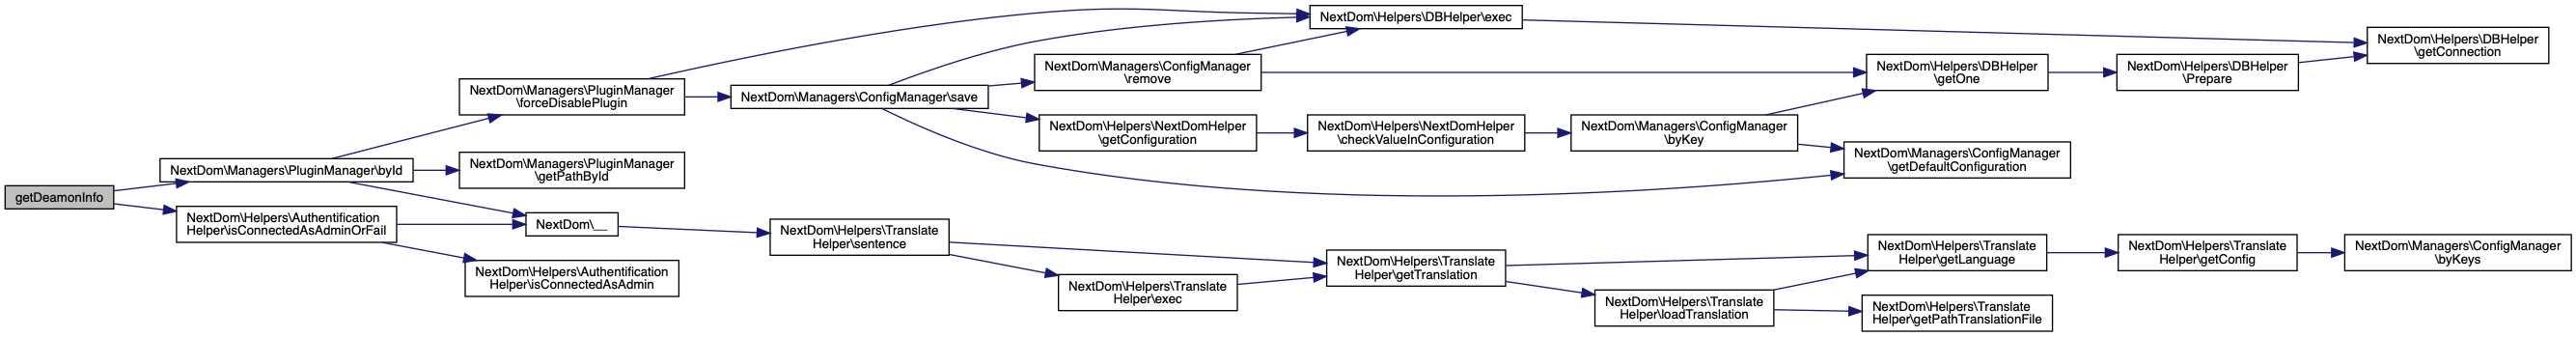 getDeamonInfo
NextDom\Managers\PluginManager\byId
NextDom\Helpers\Authentification
Helper\isConnectedAsAdminOrFail
NextDom\Managers\PluginManager
\forceDisablePlugin
NextDom\Managers\PluginManager
\getPathById
NextDom\__
NextDom\Helpers\Authentification
Helper\isConnectedAsAdmin
NextDom\Managers\ConfigManager\save
NextDom\Helpers\Translate
Helper\sentence
NextDom\Managers\ConfigManager
\remove
NextDom\Helpers\NextDomHelper
\getConfiguration
NextDom\Helpers\Translate
Helper\exec
NextDom\Helpers\DBHelper\exec
NextDom\Helpers\NextDomHelper
\checkValueInConfiguration
NextDom\Helpers\Translate
Helper\getTranslation
NextDom\Managers\ConfigManager
\byKey
NextDom\Helpers\Translate
Helper\loadTranslation
NextDom\Helpers\DBHelper
\getOne
NextDom\Managers\ConfigManager
\getDefaultConfiguration
NextDom\Helpers\Translate
Helper\getLanguage
NextDom\Helpers\Translate
Helper\getPathTranslationFile
NextDom\Helpers\DBHelper
\Prepare
NextDom\Helpers\Translate
Helper\getConfig
NextDom\Helpers\DBHelper
\getConnection
NextDom\Managers\ConfigManager
\byKeys